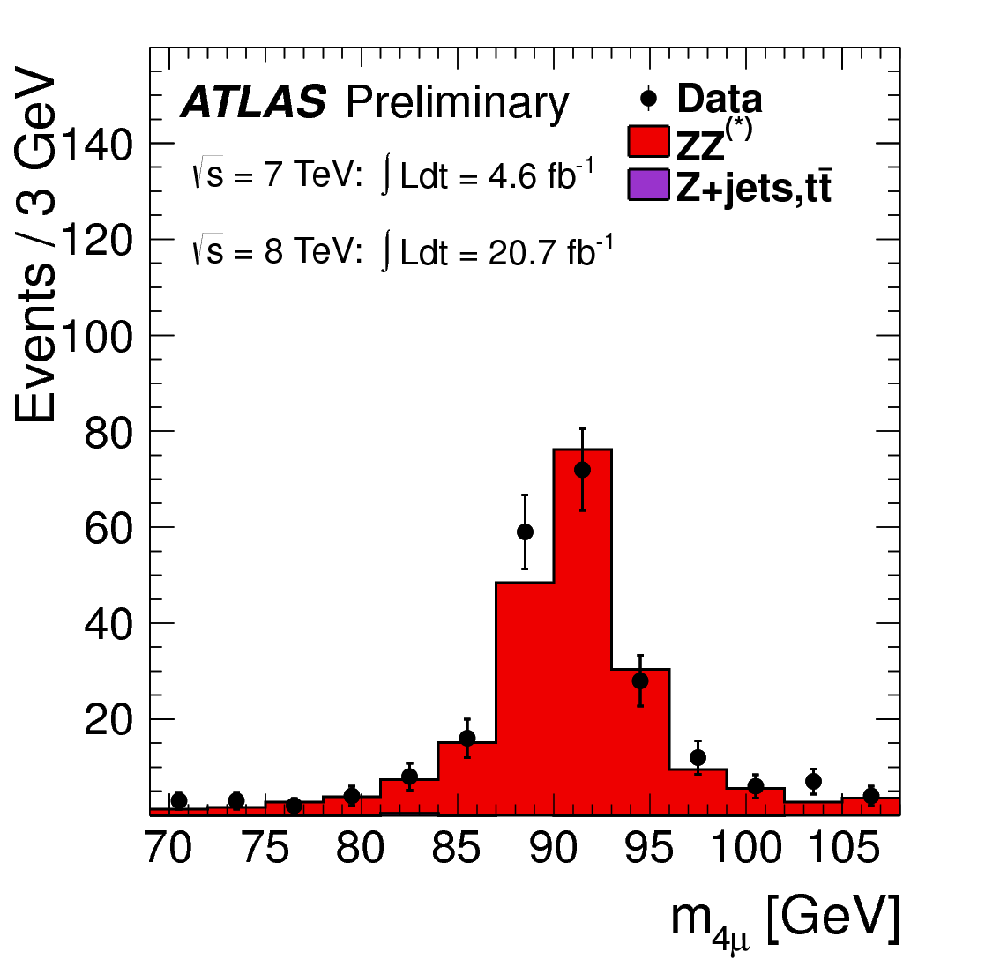 ATLAS Preliminary
√s = 7 TeV: ∫ Ldt = 4.6 fb⁻¹
√s = 8 TeV: ∫ Ldt = 20.7 fb⁻¹
Data
ZZ⁽*⁾
Z+jets,tt̄
Events / 3 GeV
140
120
100
80
60
40
20
70 75 80 85 90 95 100 105
m₄μ [GeV]